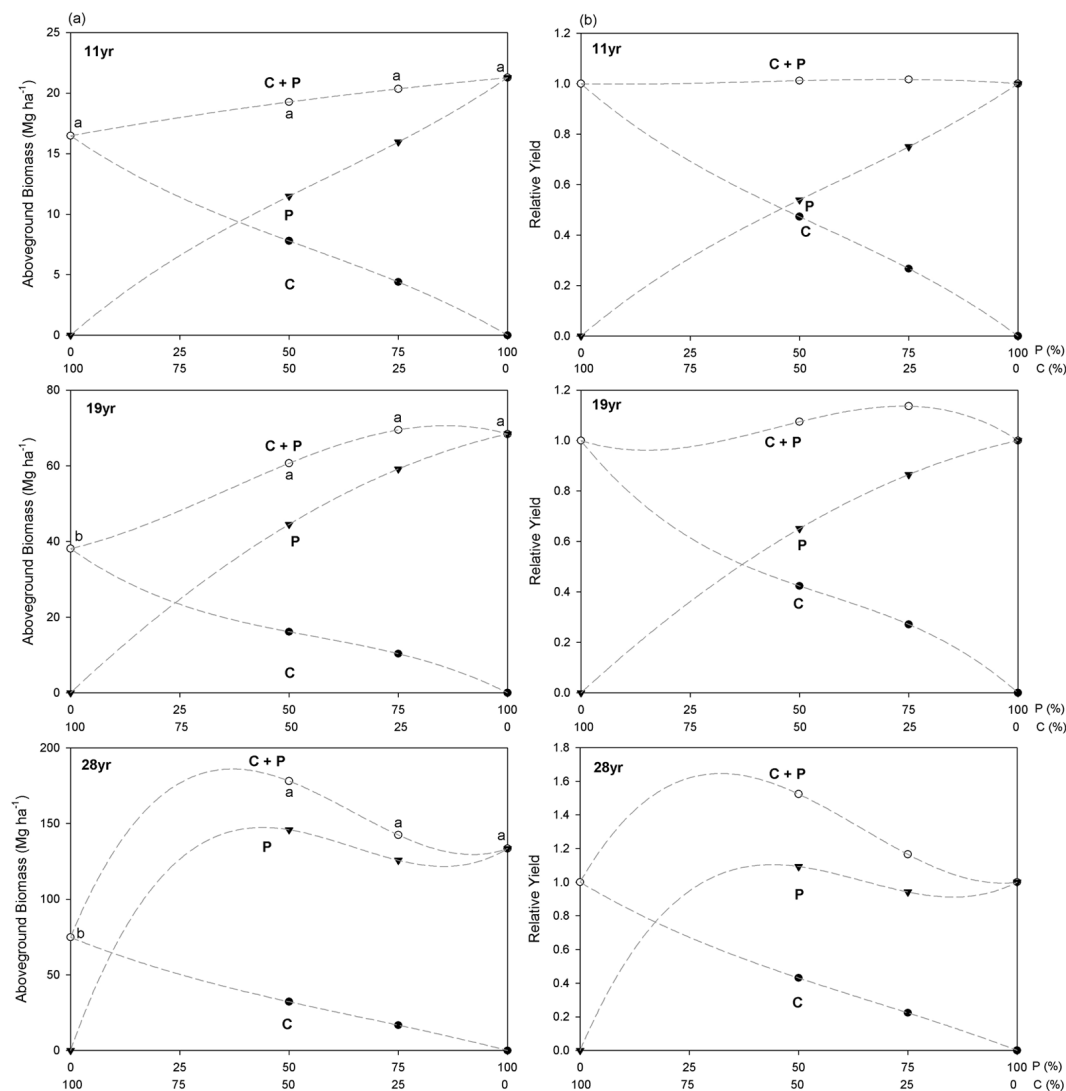 (a)
11yr
Aboveground Biomass (Mg ha-1)
25
20
15
10
5
0
a
C + P
a
a
a
P
C
0 25 50 75 100
100 75 50 25 0
(b)
11yr
Relative Yield
1.2
1.0
0.8
0.6
0.4
0.2
0.0
C + P
P
C
0 25 50 75 100 P (%)
100 75 50 25 0 C (%)
19yr
Aboveground Biomass (Mg ha-1)
80
60
40
20
0
b
C + P
a
a
a
P
C
0 25 50 75 100
100 75 50 25 0
19yr
Relative Yield
1.2
1.0
0.8
0.6
0.4
0.2
0.0
C + P
P
C
0 25 50 75 100 P (%)
100 75 50 25 0 C (%)
28yr
Aboveground Biomass (Mg ha-1)
200
150
100
50
0
b
C + P
a
a
a
P
C
0 25 50 75 100
100 75 50 25 0
28yr
Relative Yield
1.8
1.6
1.4
1.2
1.0
0.8
0.6
0.4
0.2
0.0
C + P
P
C
0 25 50 75 100 P (%)
100 75 50 25 0 C (%)